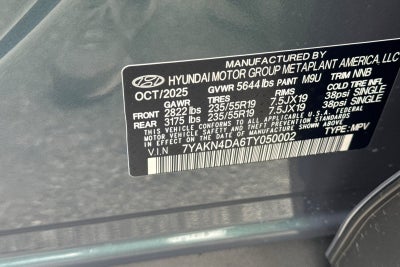 MANUFACTURED BY
HYUNDAI MOTOR GROUP METAPLANT AMERICA, LLC
OCT/2025 GVWR 5644 lbs PAINT M9U TRIM NNB
GAWR TIRES RIMS COLD TIRE INFL
FRONT 2822 lbs 235/55R19 7.5JX19 38psi SINGLE
REAR 3175 lbs 235/55R19 7.5JX19 38psi SINGLE
THIS VEHICLE CONFORMS TO ALL APPLICABLE
FEDERAL MOTOR VEHICLE SAFETY AND THEFT PREVENTION
STANDARDS IN EFFECT ON THE DATE OF MANUFACTURE SHOWN ABOVE.
VIN 7YAKN4DA6TY050002 TYPE: MPV